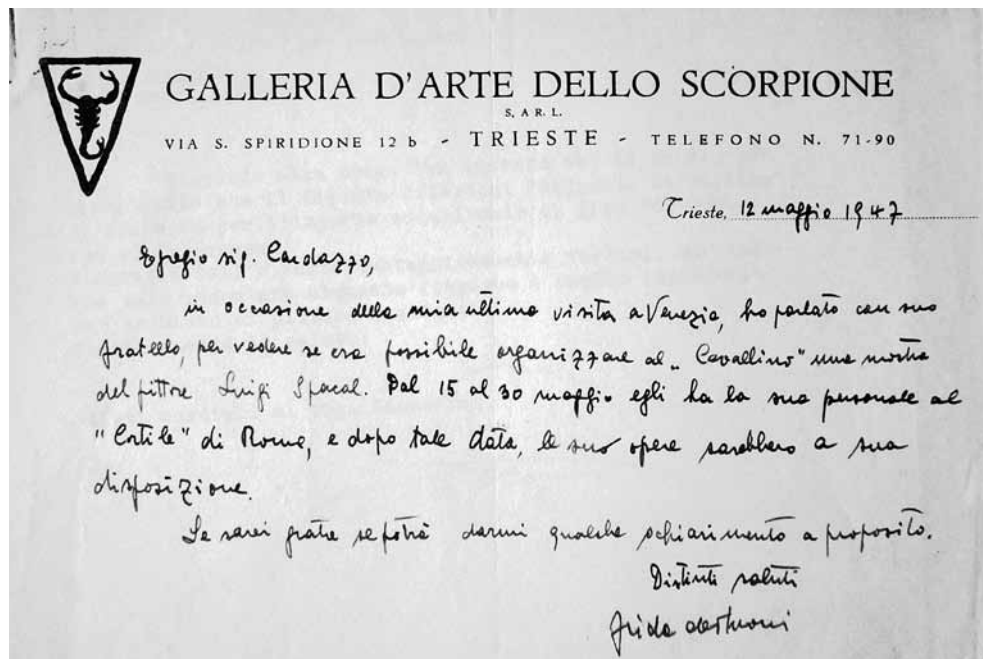 GALLERIA D'ARTE DELLO SCORPIONE
S. A R. L.
VIA S. SPIRIDIONE 12 b - TRIESTE - TELEFONO N. 71-90
Trieste, 12 maggio 1947
Egregio sig. Cardazzo,
in occasione della mia ultima visita a Venezia, ho parlato con suo
fratello, per vedere se era possibile organizzare al „Cavallino" una mostra
del pittore Luigi Spacal. Dal 15 al 30 maggio egli ha la sua personale al
"Cortile" di Roma, e dopo tale data, le sue opere sarebbero a sua
disposizione.
Le sarei grata se potrà darmi qualche schiarimento a proposito.
Distinti saluti
Frida